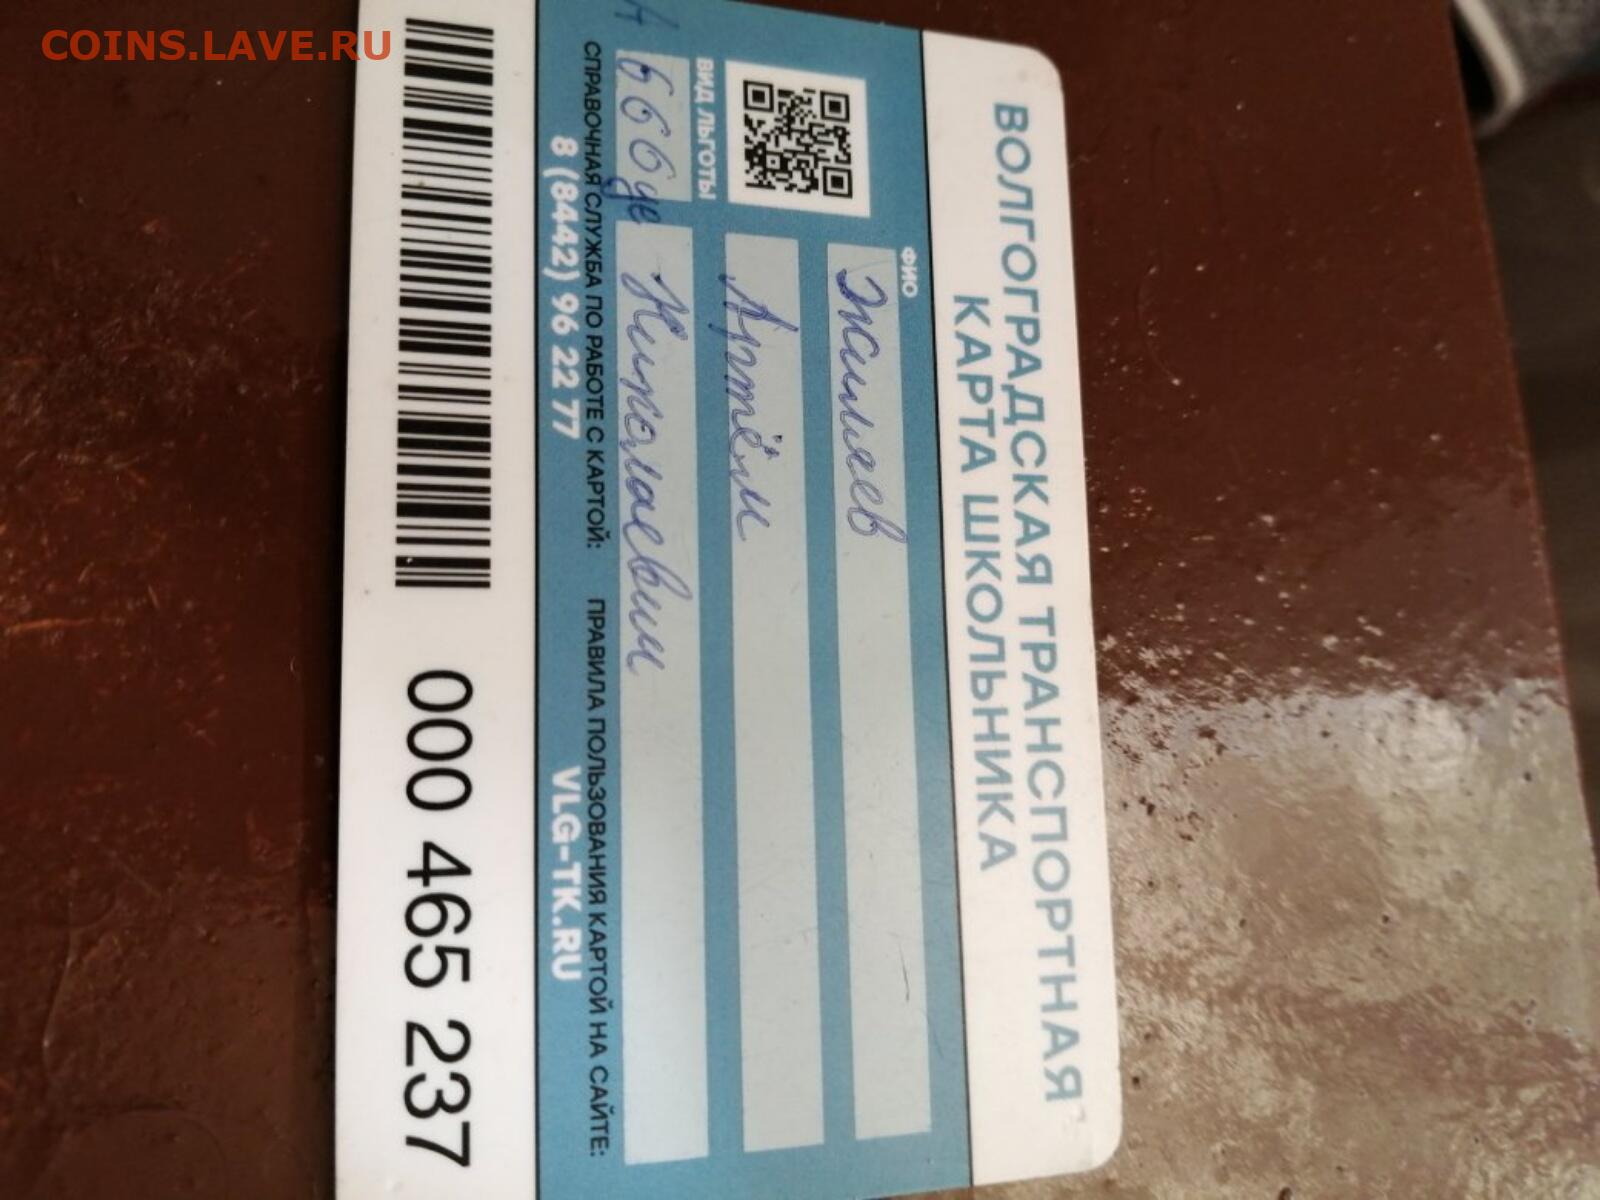 COINS.LAVE.RU
ВОЛГОГРАДСКАЯ ТРАНСПОРТНАЯ
КАРТА ШКОЛЬНИКА
ФИО
Жиляев
Артём
Николаевич
ВИД ЛЬГОТЫ
СПРАВОЧНАЯ СЛУЖБА ПО РАБОТЕ С КАРТОЙ:
8 (8442) 96 22 77
ПРАВИЛА ПОЛЬЗОВАНИЯ КАРТОЙ НА САЙТЕ:
VLG-TK.RU
000 465 237